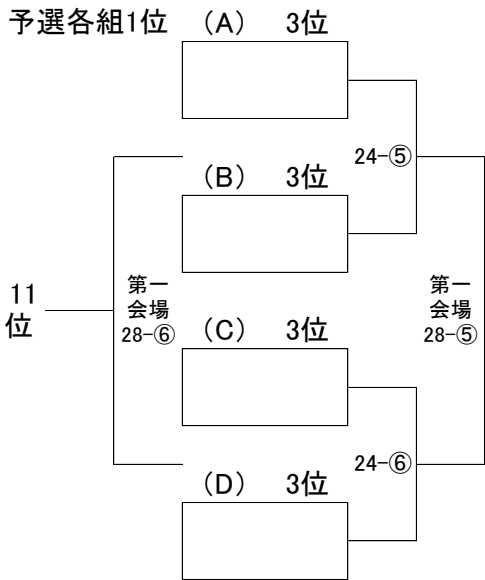 予選各組1位
（A） 3位
24-⑤
（B） 3位
11
位
第一
会場
28-⑥
第一
会場
28-⑤
（C） 3位
24-⑥
（D） 3位